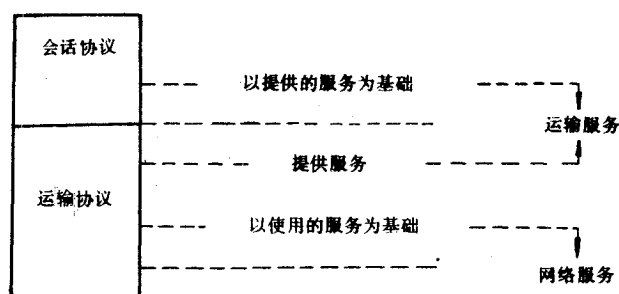 会话协议
以提供的服务为基础
运输服务
提供服务
运输协议
以使用的服务为基础
网络服务